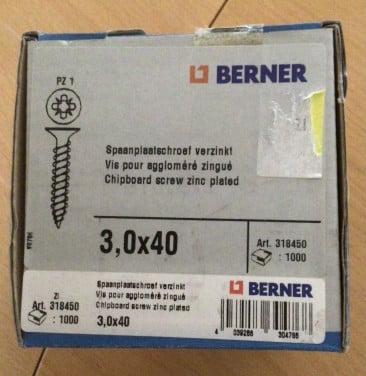 PZ 1
BERNER
Spaanplaatschroef verzinkt
Vis pour aggloméré zingué
Chipboard screw zinc plated
3,0x40
Art. 318450
: 1000
Spaanplaatschroef verzinkt
Vis pour aggloméré zingué
Chipboard screw zinc plated
3,0x40
ZI
Art. 318450
: 1000
BERNER